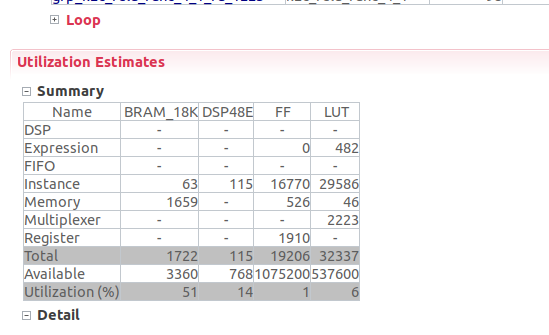 Loop
Utilization Estimates
Summary
Name BRAM_18K DSP48E FF LUT
DSP - - - -
Expression - - 0 482
FIFO - - - -
Instance 63 115 16770 29586
Memory 1659 - 526 46
Multiplexer - - - 2223
Register - - 1910 -
Total 1722 115 19206 32337
Available 3360 768 1075200 537600
Utilization (%) 51 14 1 6
Detail